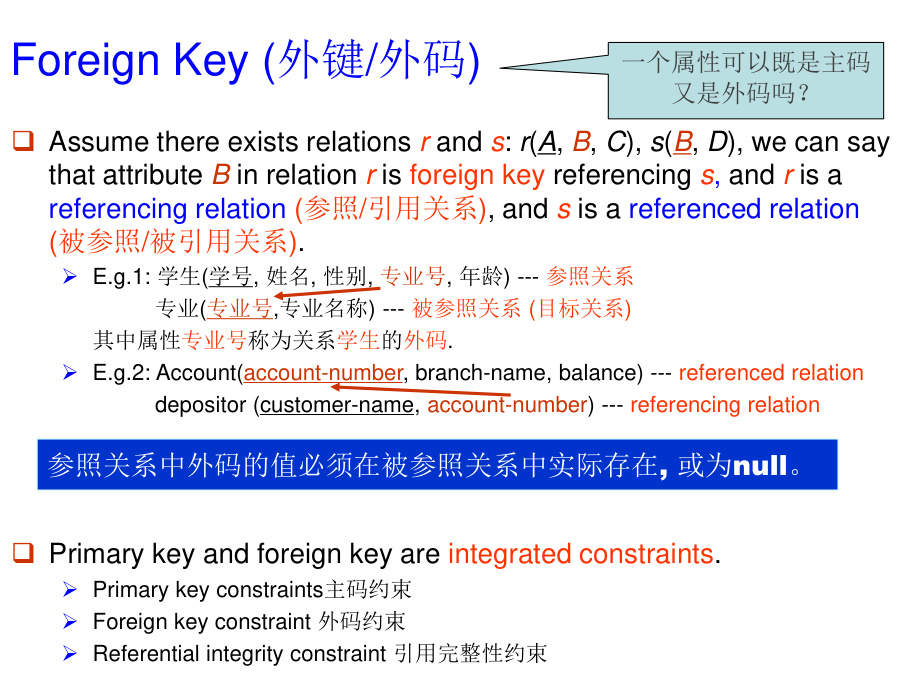 Foreign Key (外键/外码)
一个属性可以既是主码
又是外码吗？
Assume there exists relations r and s: r(A, B, C), s(B, D), we can say
that attribute B in relation r is foreign key referencing s, and r is a
referencing relation (参照/引用关系), and s is a referenced relation
(被参照/被引用关系).
E.g.1: 学生(学号, 姓名, 性别, 专业号, 年龄) --- 参照关系
专业(专业号,专业名称) --- 被参照关系 (目标关系)
其中属性专业号称为关系学生的外码.
E.g.2: Account(account-number, branch-name, balance) --- referenced relation
depositor (customer-name, account-number) --- referencing relation
参照关系中外码的值必须在被参照关系中实际存在, 或为null。
Primary key and foreign key are integrated constraints.
Primary key constraints主码约束
Foreign key constraint 外码约束
Referential integrity constraint 引用完整性约束